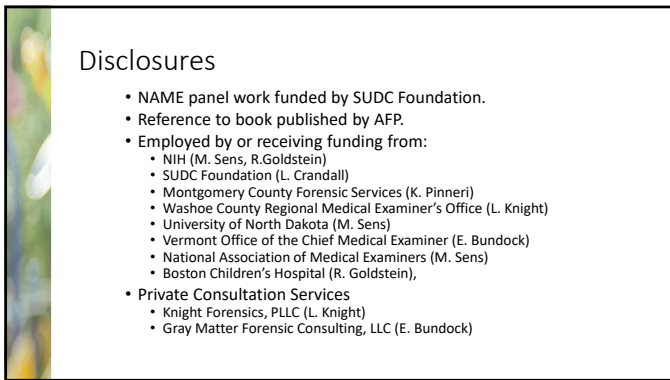 Disclosures
• NAME panel work funded by SUDC Foundation.
• Reference to book published by AFP.
• Employed by or receiving funding from:
• NIH (M. Sens, R.Goldstein)
• SUDC Foundation (L. Crandall)
• Montgomery County Forensic Services (K. Pinneri)
• Washoe County Regional Medical Examiner's Office (L. Knight)
• University of North Dakota (M. Sens)
• Vermont Office of the Chief Medical Examiner (E. Bundock)
• National Association of Medical Examiners (M. Sens)
• Boston Children's Hospital (R. Goldstein),
• Private Consultation Services
• Knight Forensics, PLLC (L. Knight)
• Gray Matter Forensic Consulting, LLC (E. Bundock)